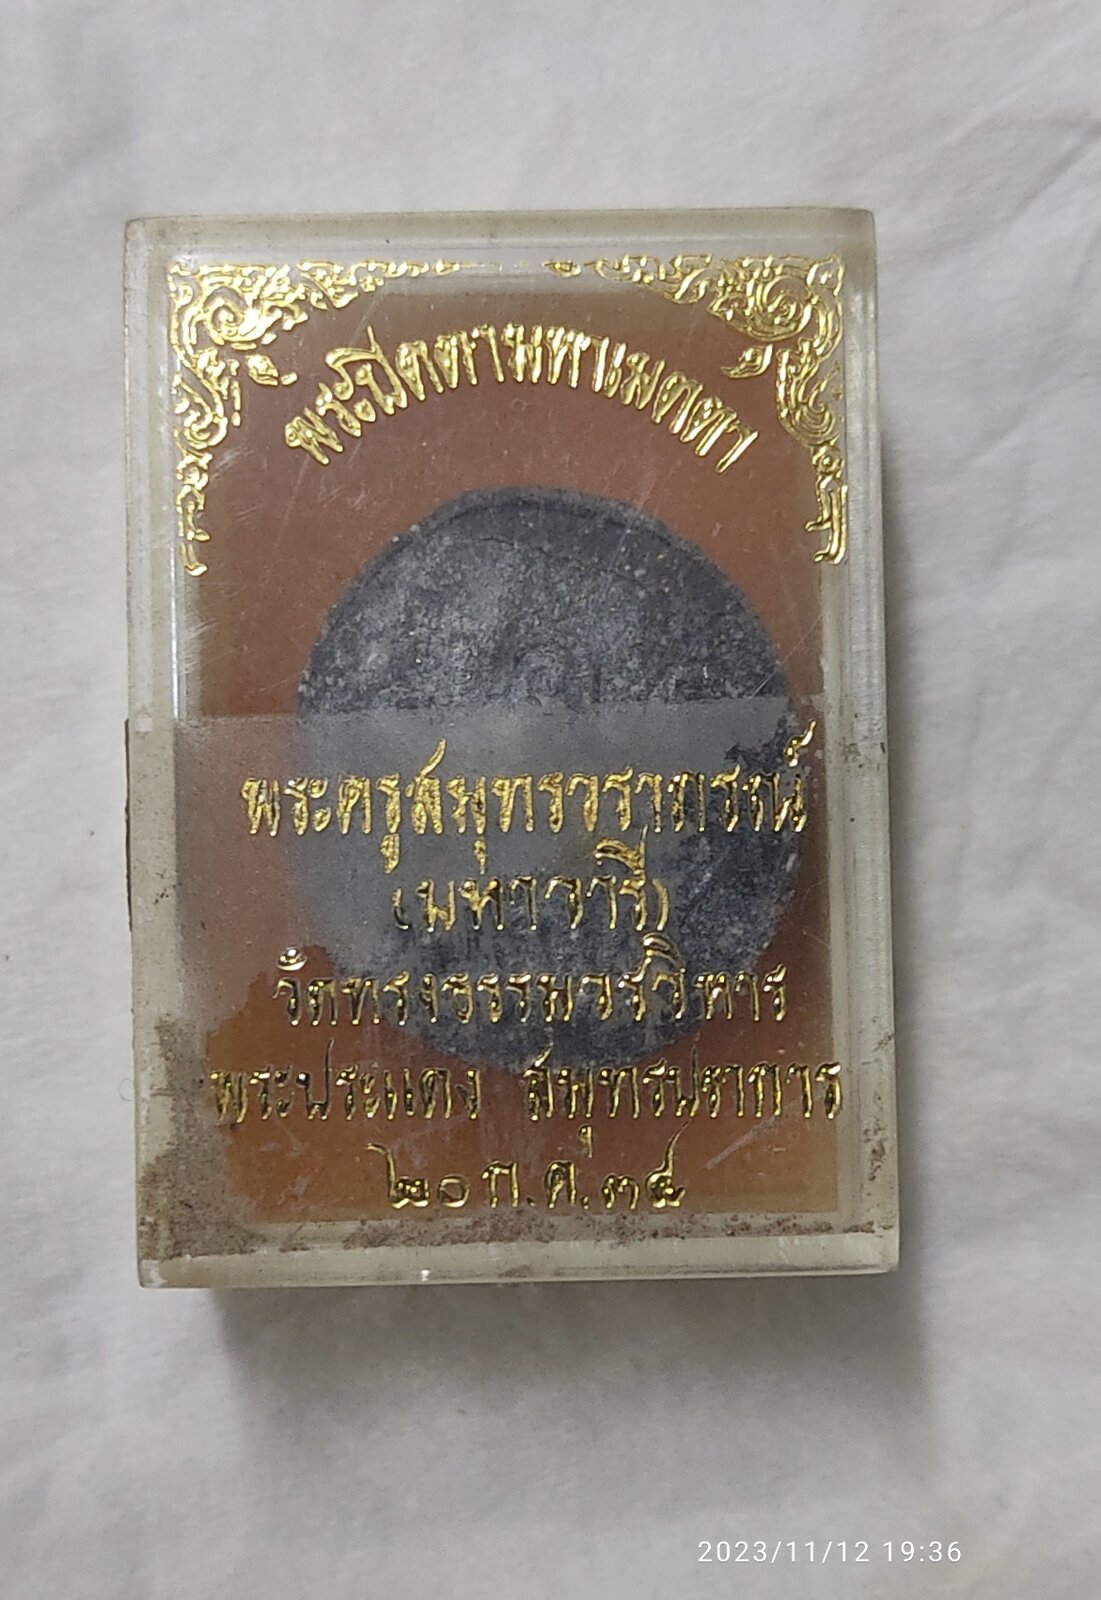 พระปิดตามหาเมตตา
พระครูสมุทรวราภรณ์
(มหาวารี)
วัดทรงธรรมวรวิหาร
พระประแดง สมุทรปราการ
๒๐ ก.ค.๓๔
2023/11/12 19:36